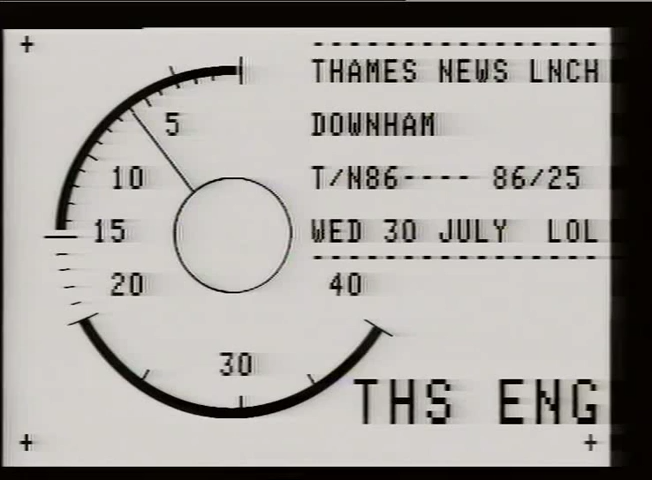 THAMES NEWS LNCH
DOWNHAM
T/N86---- 86/25
WED 30 JULY LOL
5
10
15
20
30
40
THS ENG